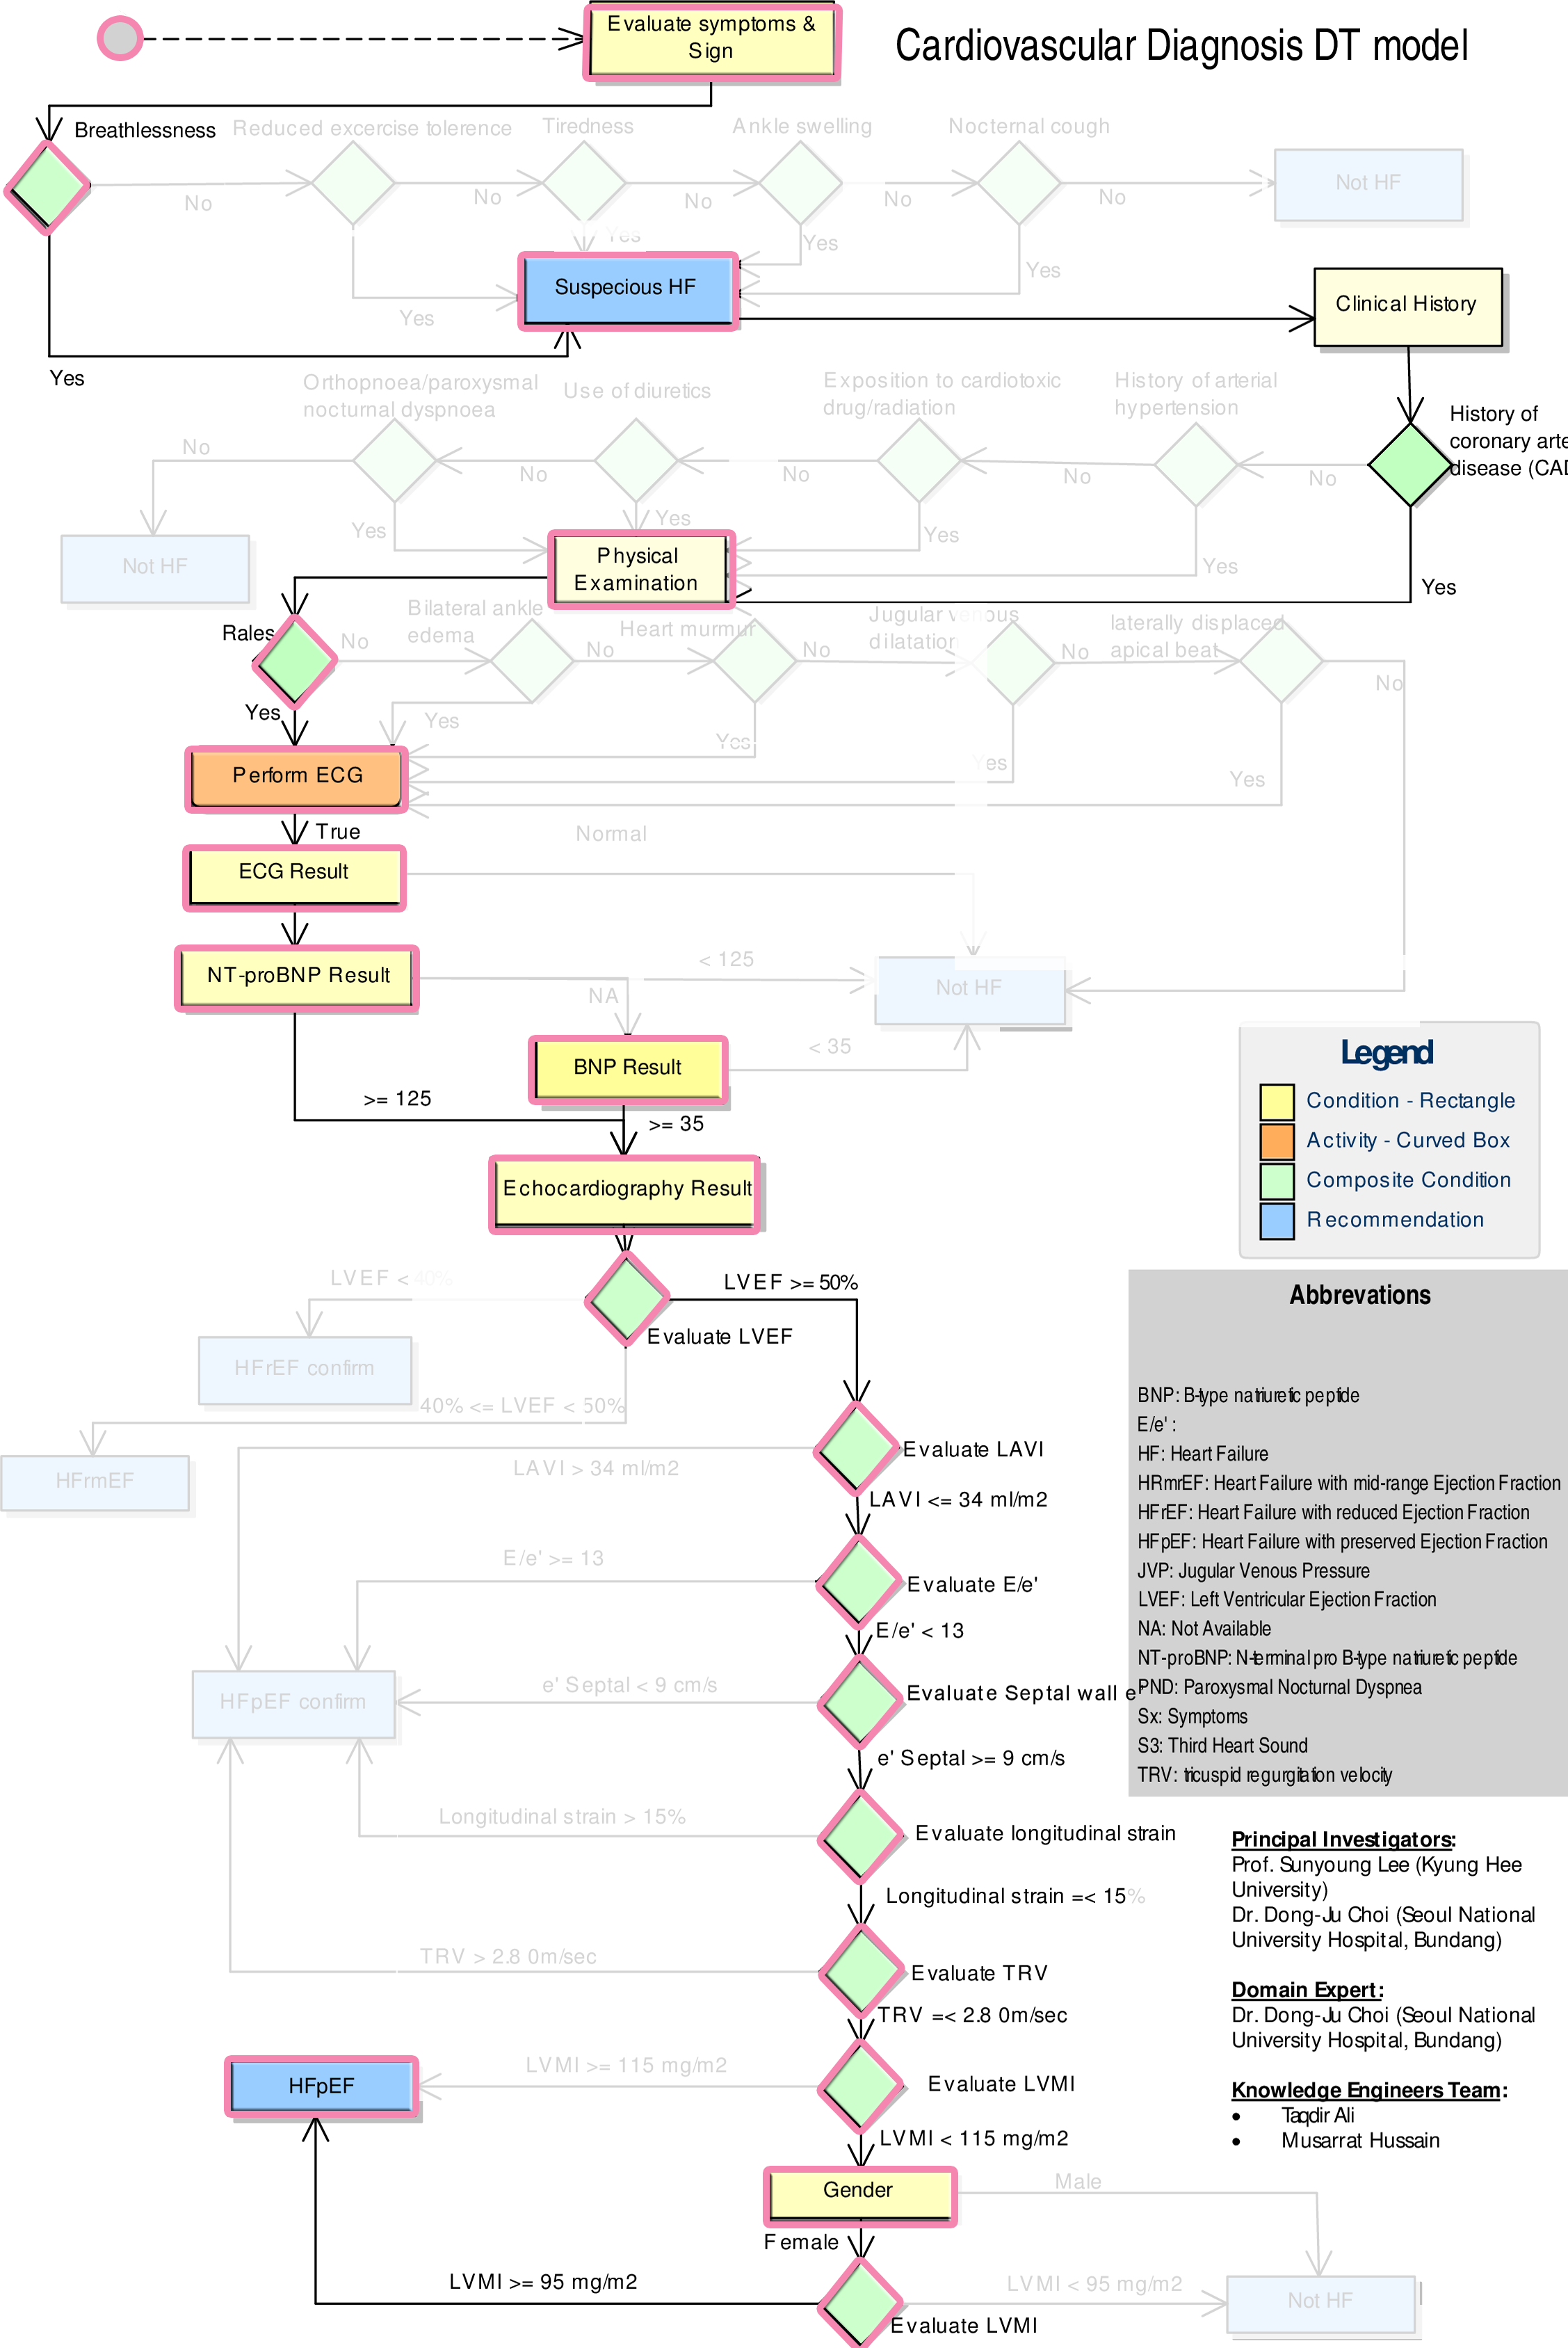 Evaluate symptoms &
Sign
Cardiovascular Diagnosis DT model
Breathlessness
Reduced excercise tolerence
Tiredness
Ankle swelling
Nocternal cough
No
No
No
No
No
Not HF
Yes
Yes
Yes
Yes
Yes
Suspecious HF
Clinical History
Orthopnoea/paroxysmal
nocturnal dyspnoea
Use of diuretics
Exposition to cardiotoxic
drug/radiation
History of arterial
hypertension
History of
coronary arte
disease (CAD
No
No
No
No
No
Yes
Yes
Yes
Yes
Yes
Not HF
Physical
Examination
Rales
Bilateral ankle
edema
Heart murmur
Jugular venous
dilatation
laterally displaced
apical beat
No
No
No
No
No
Yes
Yes
Yes
Yes
Yes
Perform ECG
True
Normal
ECG Result
NT-proBNP Result
< 125
NA
Not HF
BNP Result
< 35
>= 125
>= 35
Legend
Condition - Rectangle
Activity - Curved Box
Composite Condition
Recommendation
Echocardiography Result
LVEF < 40%
LVEF >= 50%
Evaluate LVEF
HFrEF confirm
40% <= LVEF < 50%
HFrmEF
Evaluate LAVI
LAVI > 34 ml/m2
LAVI <= 34 ml/m2
E/e' >= 13
Evaluate E/e'
E/e' < 13
HFpEF confirm
e' Septal < 9 cm/s
Evaluate Septal wall e'
e' Septal >= 9 cm/s
Longitudinal strain > 15%
Evaluate longitudinal strain
Longitudinal strain =< 15%
TRV > 2.8 0m/sec
Evaluate TRV
TRV =< 2.8 0m/sec
HFpEF
LVMI >= 115 mg/m2
Evaluate LVMI
LVMI < 115 mg/m2
Gender
Male
Female
LVMI >= 95 mg/m2
LVMI < 95 mg/m2
Evaluate LVMI
Not HF
Abbrevations
BNP: B-type natriuretic peptide
E/e' :
HF: Heart Failure
HRmrEF: Heart Failure with mid-range Ejection Fraction
HFrEF: Heart Failure with reduced Ejection Fraction
HFpEF: Heart Failure with preserved Ejection Fraction
JVP: Jugular Venous Pressure
LVEF: Left Ventricular Ejection Fraction
NA: Not Available
NT-proBNP: N-terminal pro B-type natriuretic peptide
PND: Paroxysmal Nocturnal Dyspnea
Sx: Symptoms
S3: Third Heart Sound
TRV: tricuspid regurgitation velocity
Principal Investigators:
Prof. Sunyoung Lee (Kyung Hee
University)
Dr. Dong-Ju Choi (Seoul National
University Hospital, Bundang)
Domain Expert:
Dr. Dong-Ju Choi (Seoul National
University Hospital, Bundang)
Knowledge Engineers Team:
• Taqdir Ali
• Musarrat Hussain